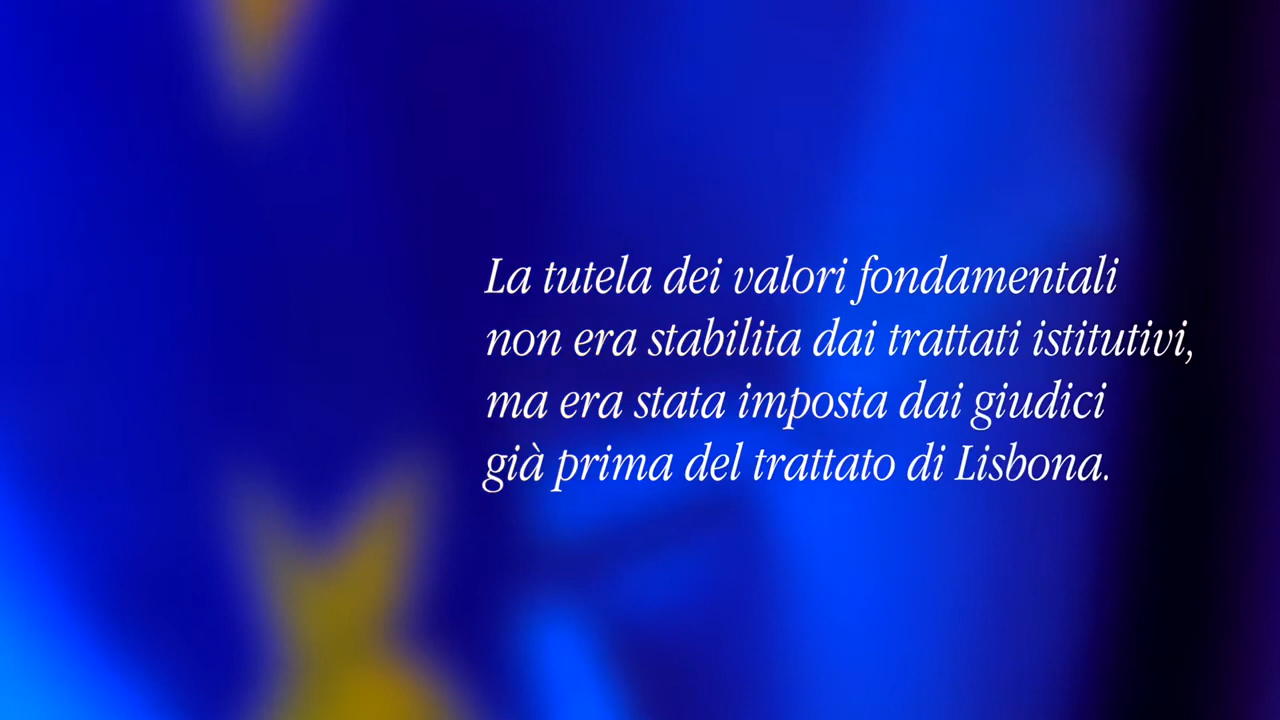 La tutela dei valori fondamentali
non era stabilita dai trattati istitutivi,
ma era stata imposta dai giudici
già prima del trattato di Lisbona.